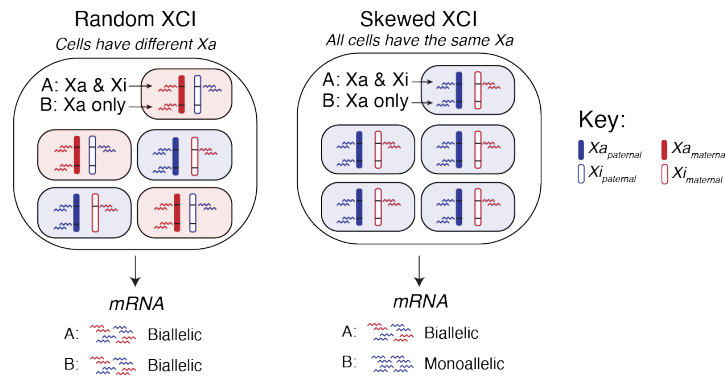 Random XCI
Cells have different Xa
A: Xa & Xi
B: Xa only
mRNA
A: Biallelic
B: Biallelic
Skewed XCI
All cells have the same Xa
A: Xa & Xi
B: Xa only
mRNA
A: Biallelic
B: Monoallelic
Key:
Xa paternal Xa materna
Xi paternal Xi maternal